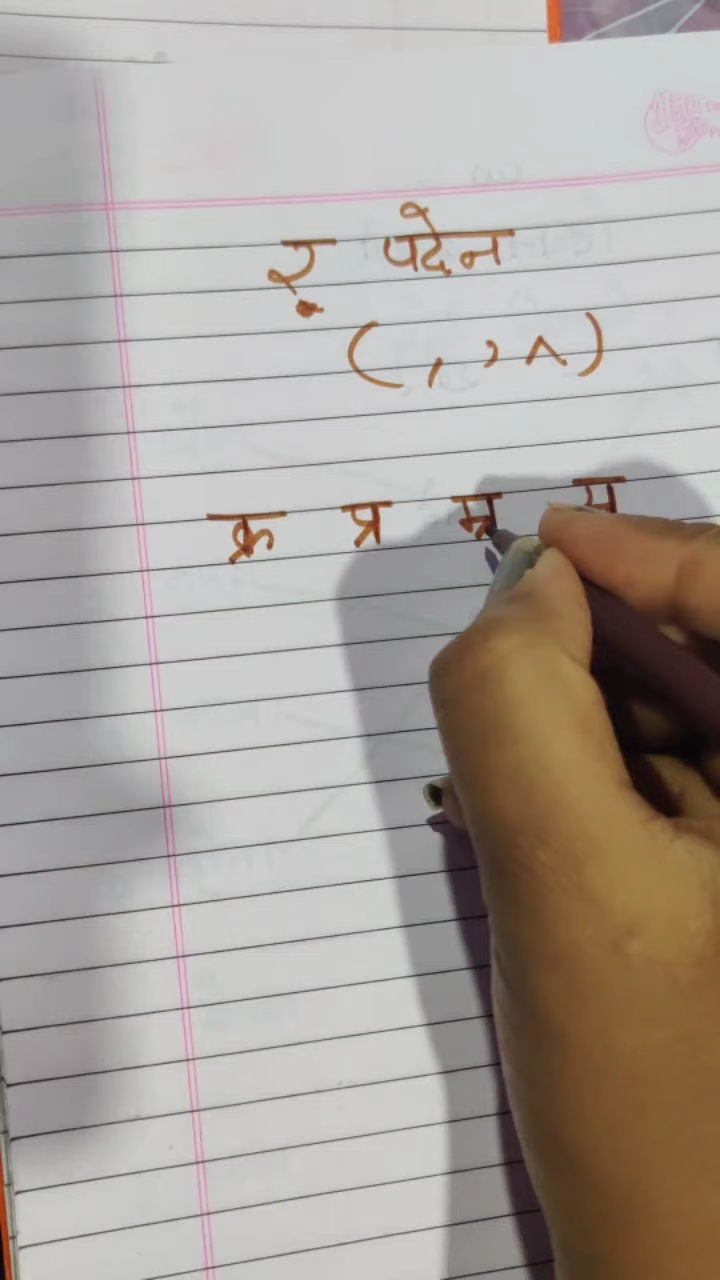 र् पदेन
( , > ^ )
क्र प्र म्र य